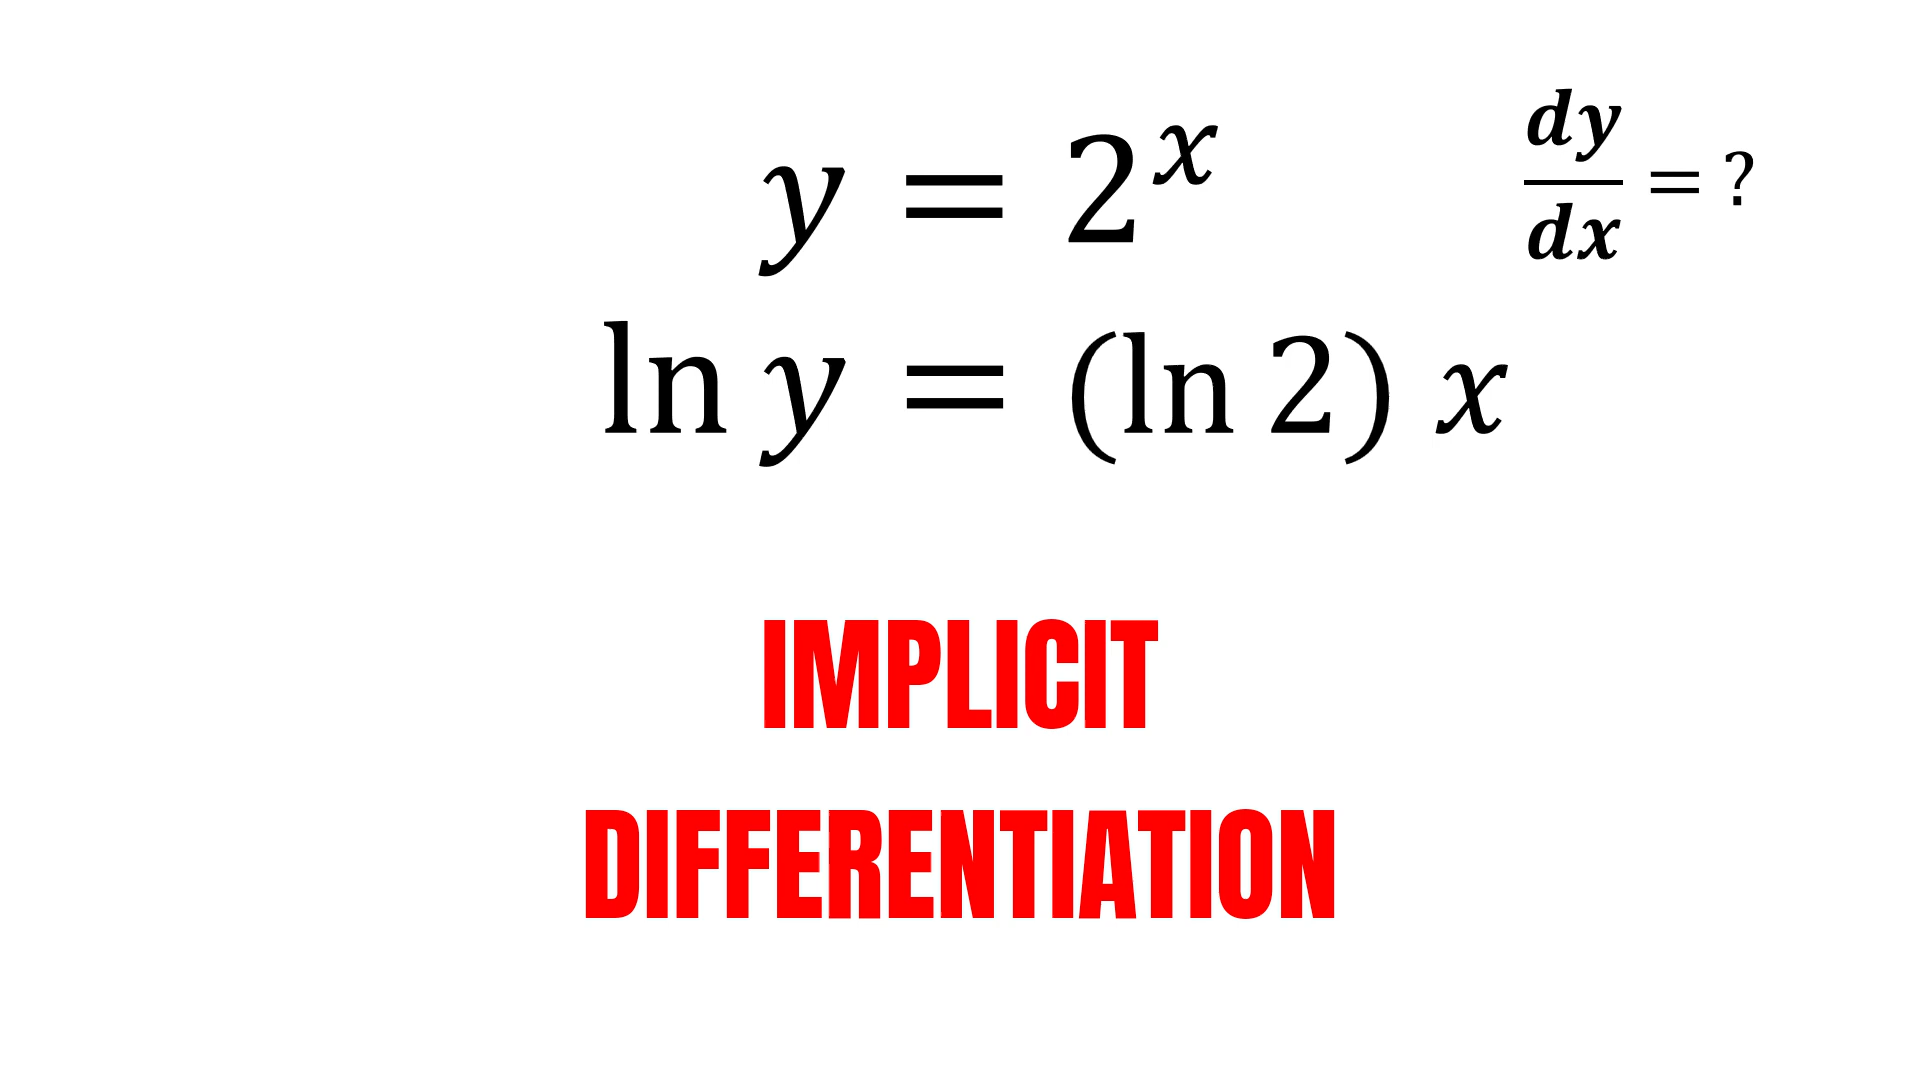 y = 2^x
dy/dx = ?
ln y = (ln 2) x
IMPLICIT
DIFFERENTIATION